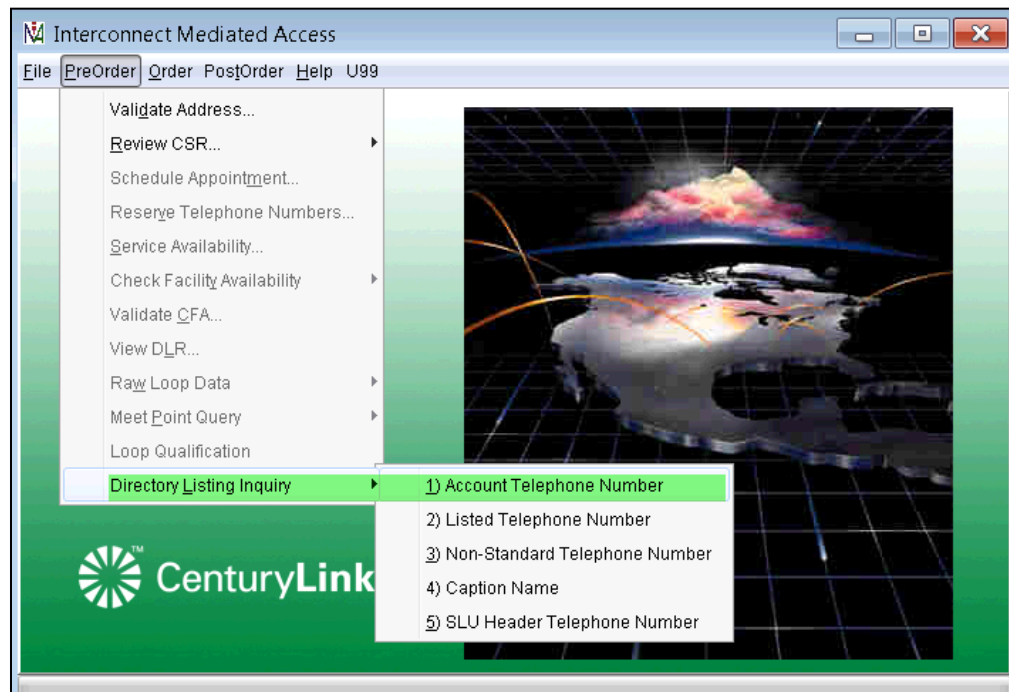 Interconnect Mediated Access
File PreOrder Order PostOrder Help U99
Validate Address...
Review CSR...
Schedule Appointment...
Reserve Telephone Numbers...
Service Availability...
Check Facility Availability
Validate CFA...
View DLR...
Raw Loop Data
Meet Point Query
Loop Qualification
Directory Listing Inquiry
1) Account Telephone Number
2) Listed Telephone Number
3) Non-Standard Telephone Number
4) Caption Name
5) SLU Header Telephone Number
CenturyLink™